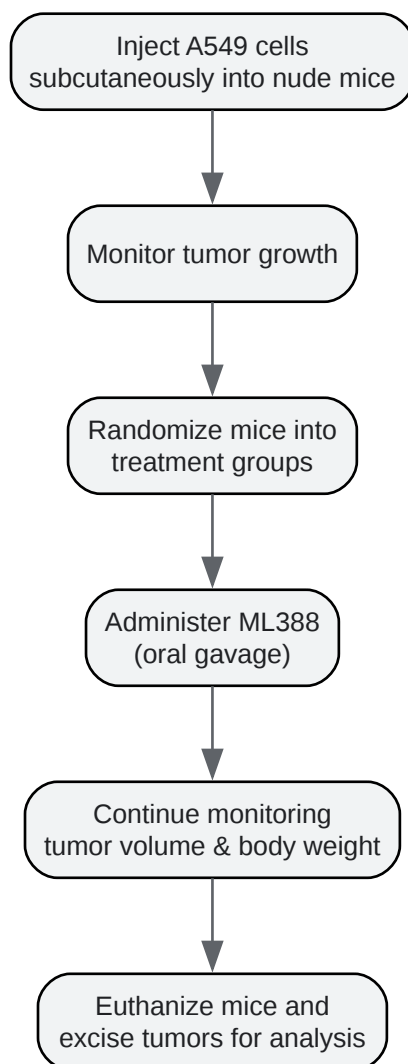 Inject A549 cells
subcutaneously into nude mice
Monitor tumor growth
Randomize mice into
treatment groups
Administer ML388
(oral gavage)
Continue monitoring
tumor volume & body weight
Euthanize mice and
excise tumors for analysis